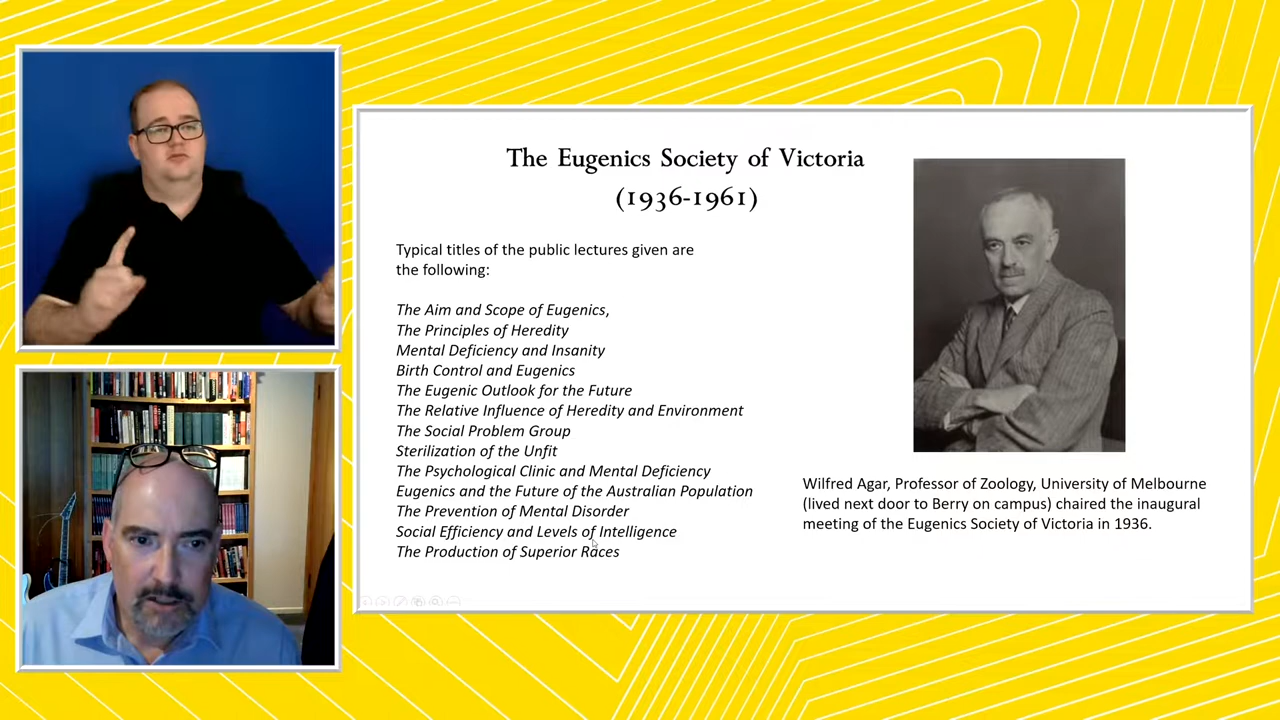 The Eugenics Society of Victoria
(1936-1961)
Typical titles of the public lectures given are
the following:
The Aim and Scope of Eugenics,
The Principles of Heredity
Mental Deficiency and Insanity
Birth Control and Eugenics
The Eugenic Outlook for the Future
The Relative Influence of Heredity and Environment
The Social Problem Group
Sterilization of the Unfit
The Psychological Clinic and Mental Deficiency
Eugenics and the Future of the Australian Population
The Prevention of Mental Disorder
Social Efficiency and Levels of Intelligence
The Production of Superior Races
Wilfred Agar, Professor of Zoology, University of Melbourne
(lived next door to Berry on campus) chaired the inaugural
meeting of the Eugenics Society of Victoria in 1936.